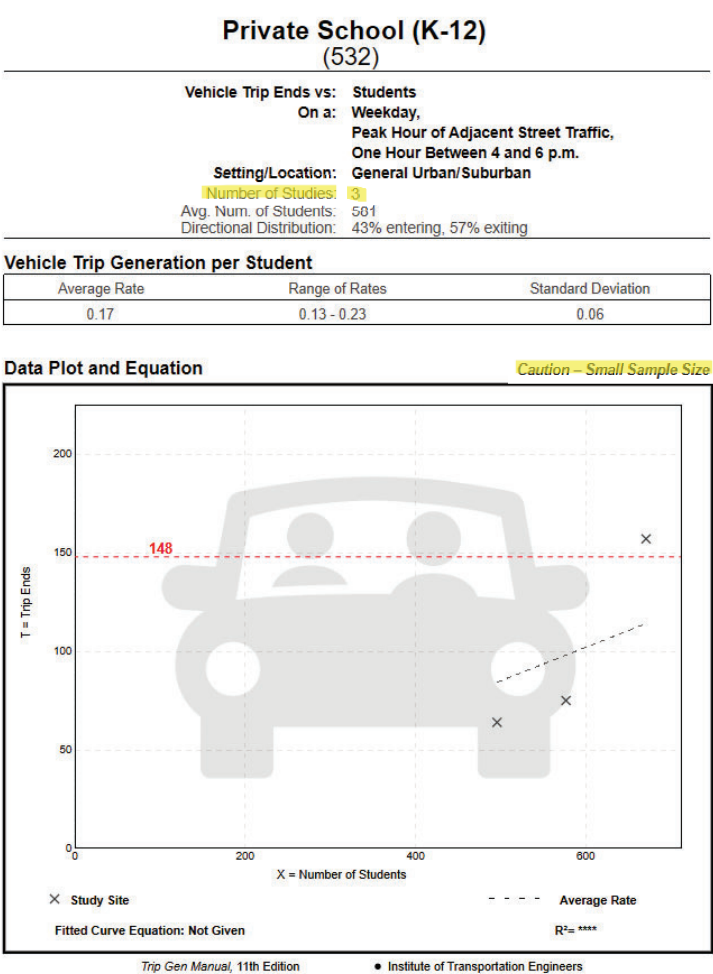 Private School (K-12)
(532)
Vehicle Trip Ends vs: Students
On a: Weekday,
Peak Hour of Adjacent Street Traffic,
One Hour Between 4 and 6 p.m.
Setting/Location: General Urban/Suburban
Number of Studies: 3
Avg. Num. of Students: 581
Directional Distribution: 43% entering, 57% exiting
Vehicle Trip Generation per Student
Average Rate Range of Rates Standard Deviation
0.17 0.13 - 0.23 0.06
Data Plot and Equation Caution – Small Sample Size
200
148
150
T = Trip Ends
100
50
0
0 200 400 600
X = Number of Students
× Study Site - - - - Average Rate
Fitted Curve Equation: Not Given R²= ****
Trip Gen Manual, 11th Edition • Institute of Transportation Engineers